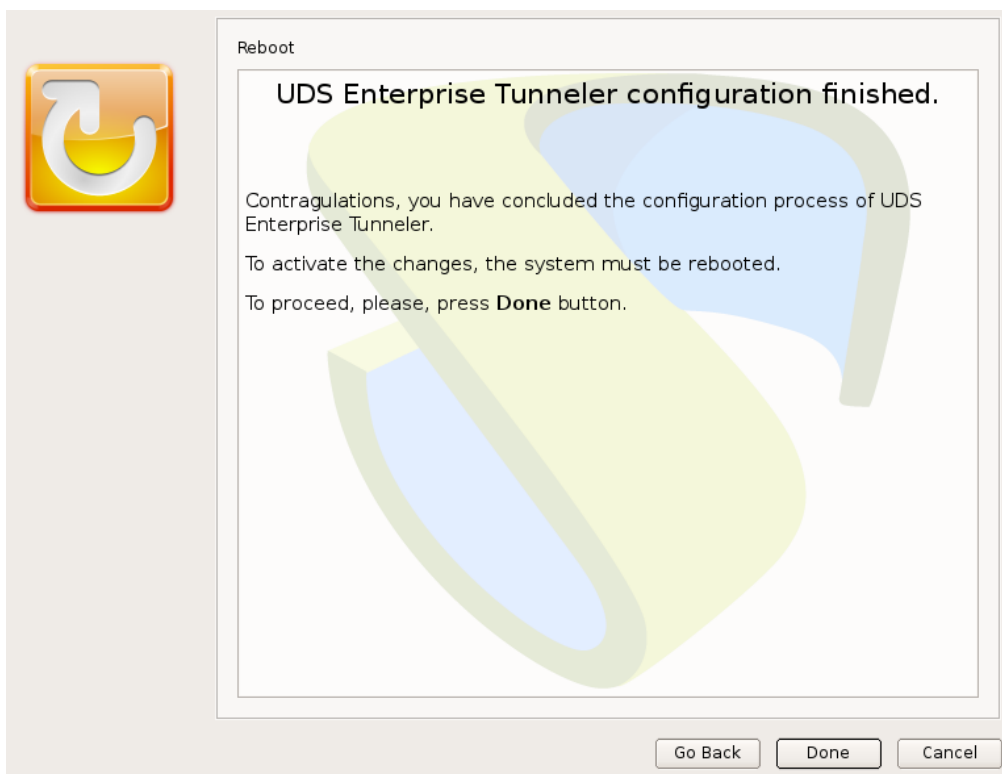 Reboot
UDS Enterprise Tunneler configuration finished.
Contragulations, you have concluded the configuration process of UDS
Enterprise Tunneler.
To activate the changes, the system must be rebooted.
To proceed, please, press Done button.
Go Back
Done
Cancel